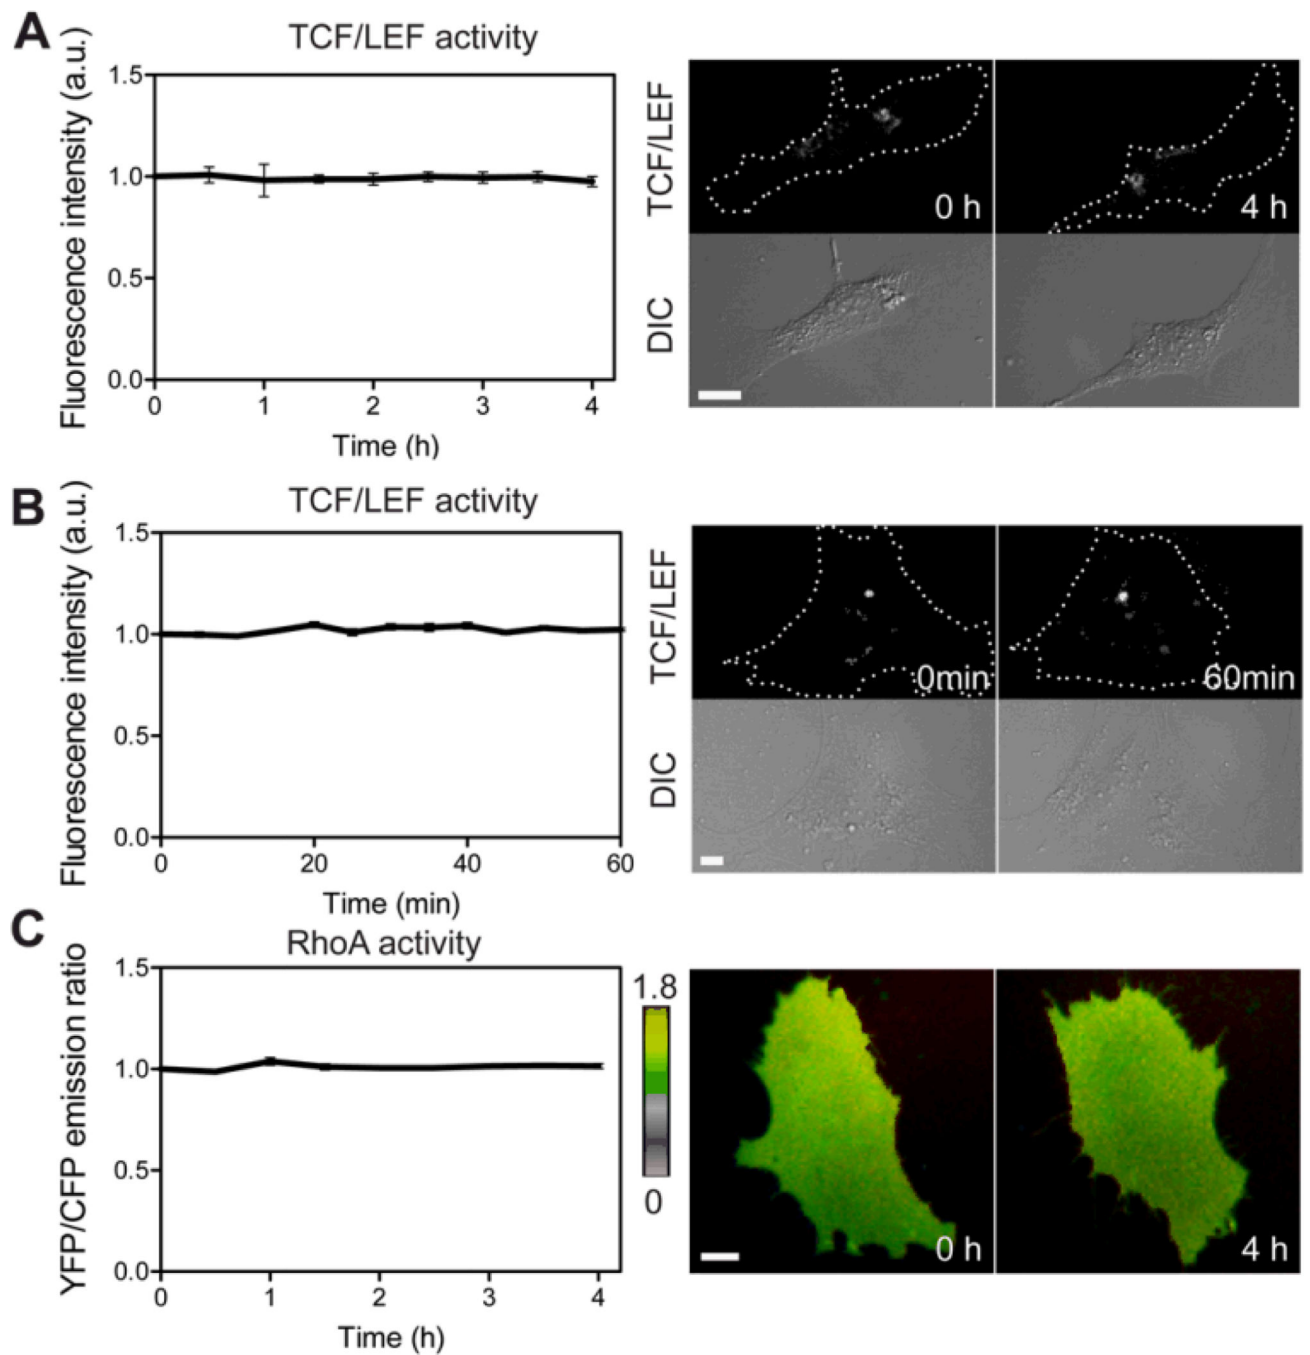 A
TCF/LEF activity
Fluorescence intensity (a.u.)
1.5
1.0
0.5
0.0
0 1 2 3 4
Time (h)
TCF/LEF
0 h
4 h
DIC
B
TCF/LEF activity
Fluorescence intensity (a.u.)
1.5
1.0
0.5
0.0
0 20 40 60
Time (min)
TCF/LEF
0min
60min
DIC
C
RhoA activity
YFP/CFP emission ratio
1.5
1.0
0.5
0.0
0 1 2 3 4
Time (h)
1.8
0
0 h
4 h